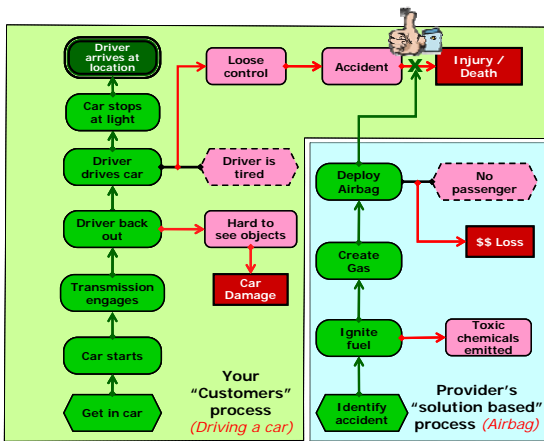 Driver
arrives at
location
Loose
control
Accident
Injury /
Death
Car stops
at light
Driver
drives car
Driver is
tired
Deploy
Airbag
No
passenger
Driver back
out
Hard to
see objects
$$ Loss
Create
Gas
Transmission
engages
Car
Damage
Car starts
Ignite
fuel
Toxic
chemicals
emitted
Get in car
Your
“Customers”
process
(Driving a car)
Identify
accident
Provider’s
“solution based”
process (Airbag)